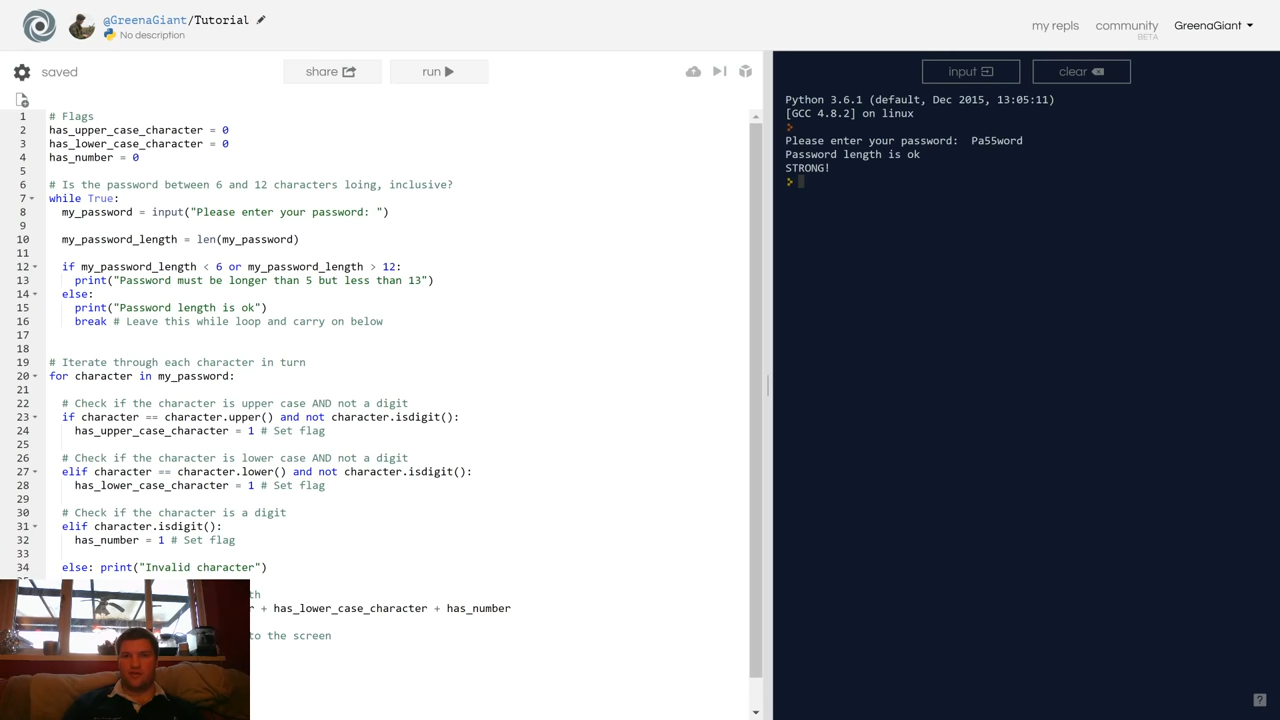 @GreenaGiant/Tutorial
No description
my repls
community
BETA
GreenaGiant
saved
share
run
input
clear
1 # Flags
2 has_upper_case_character = 0
3 has_lower_case_character = 0
4 has_number = 0
5
6 # Is the password between 6 and 12 characters loing, inclusive?
7 while True:
8 my_password = input("Please enter your password: ")
9
10 my_password_length = len(my_password)
11
12 if my_password_length < 6 or my_password_length > 12:
13 print("Password must be longer than 5 but less than 13")
14 else:
15 print("Password length is ok")
16 break # Leave this while loop and carry on below
17
18
19 # Iterate through each character in turn
20 for character in my_password:
21
22 # Check if the character is upper case AND not a digit
23 if character == character.upper() and not character.isdigit():
24 has_upper_case_character = 1 # Set flag
25
26 # Check if the character is lower case AND not a digit
27 elif character == character.lower() and not character.isdigit():
28 has_lower_case_character = 1 # Set flag
29
30 # Check if the character is a digit
31 elif character.isdigit():
32 has_number = 1 # Set flag
33
34 else: print("Invalid character")
+ has_lower_case_character + has_number
to the screen
Python 3.6.1 (default, Dec 2015, 13:05:11)
[GCC 4.8.2] on linux
Please enter your password:  Pa55word
Password length is ok
STRONG!
?